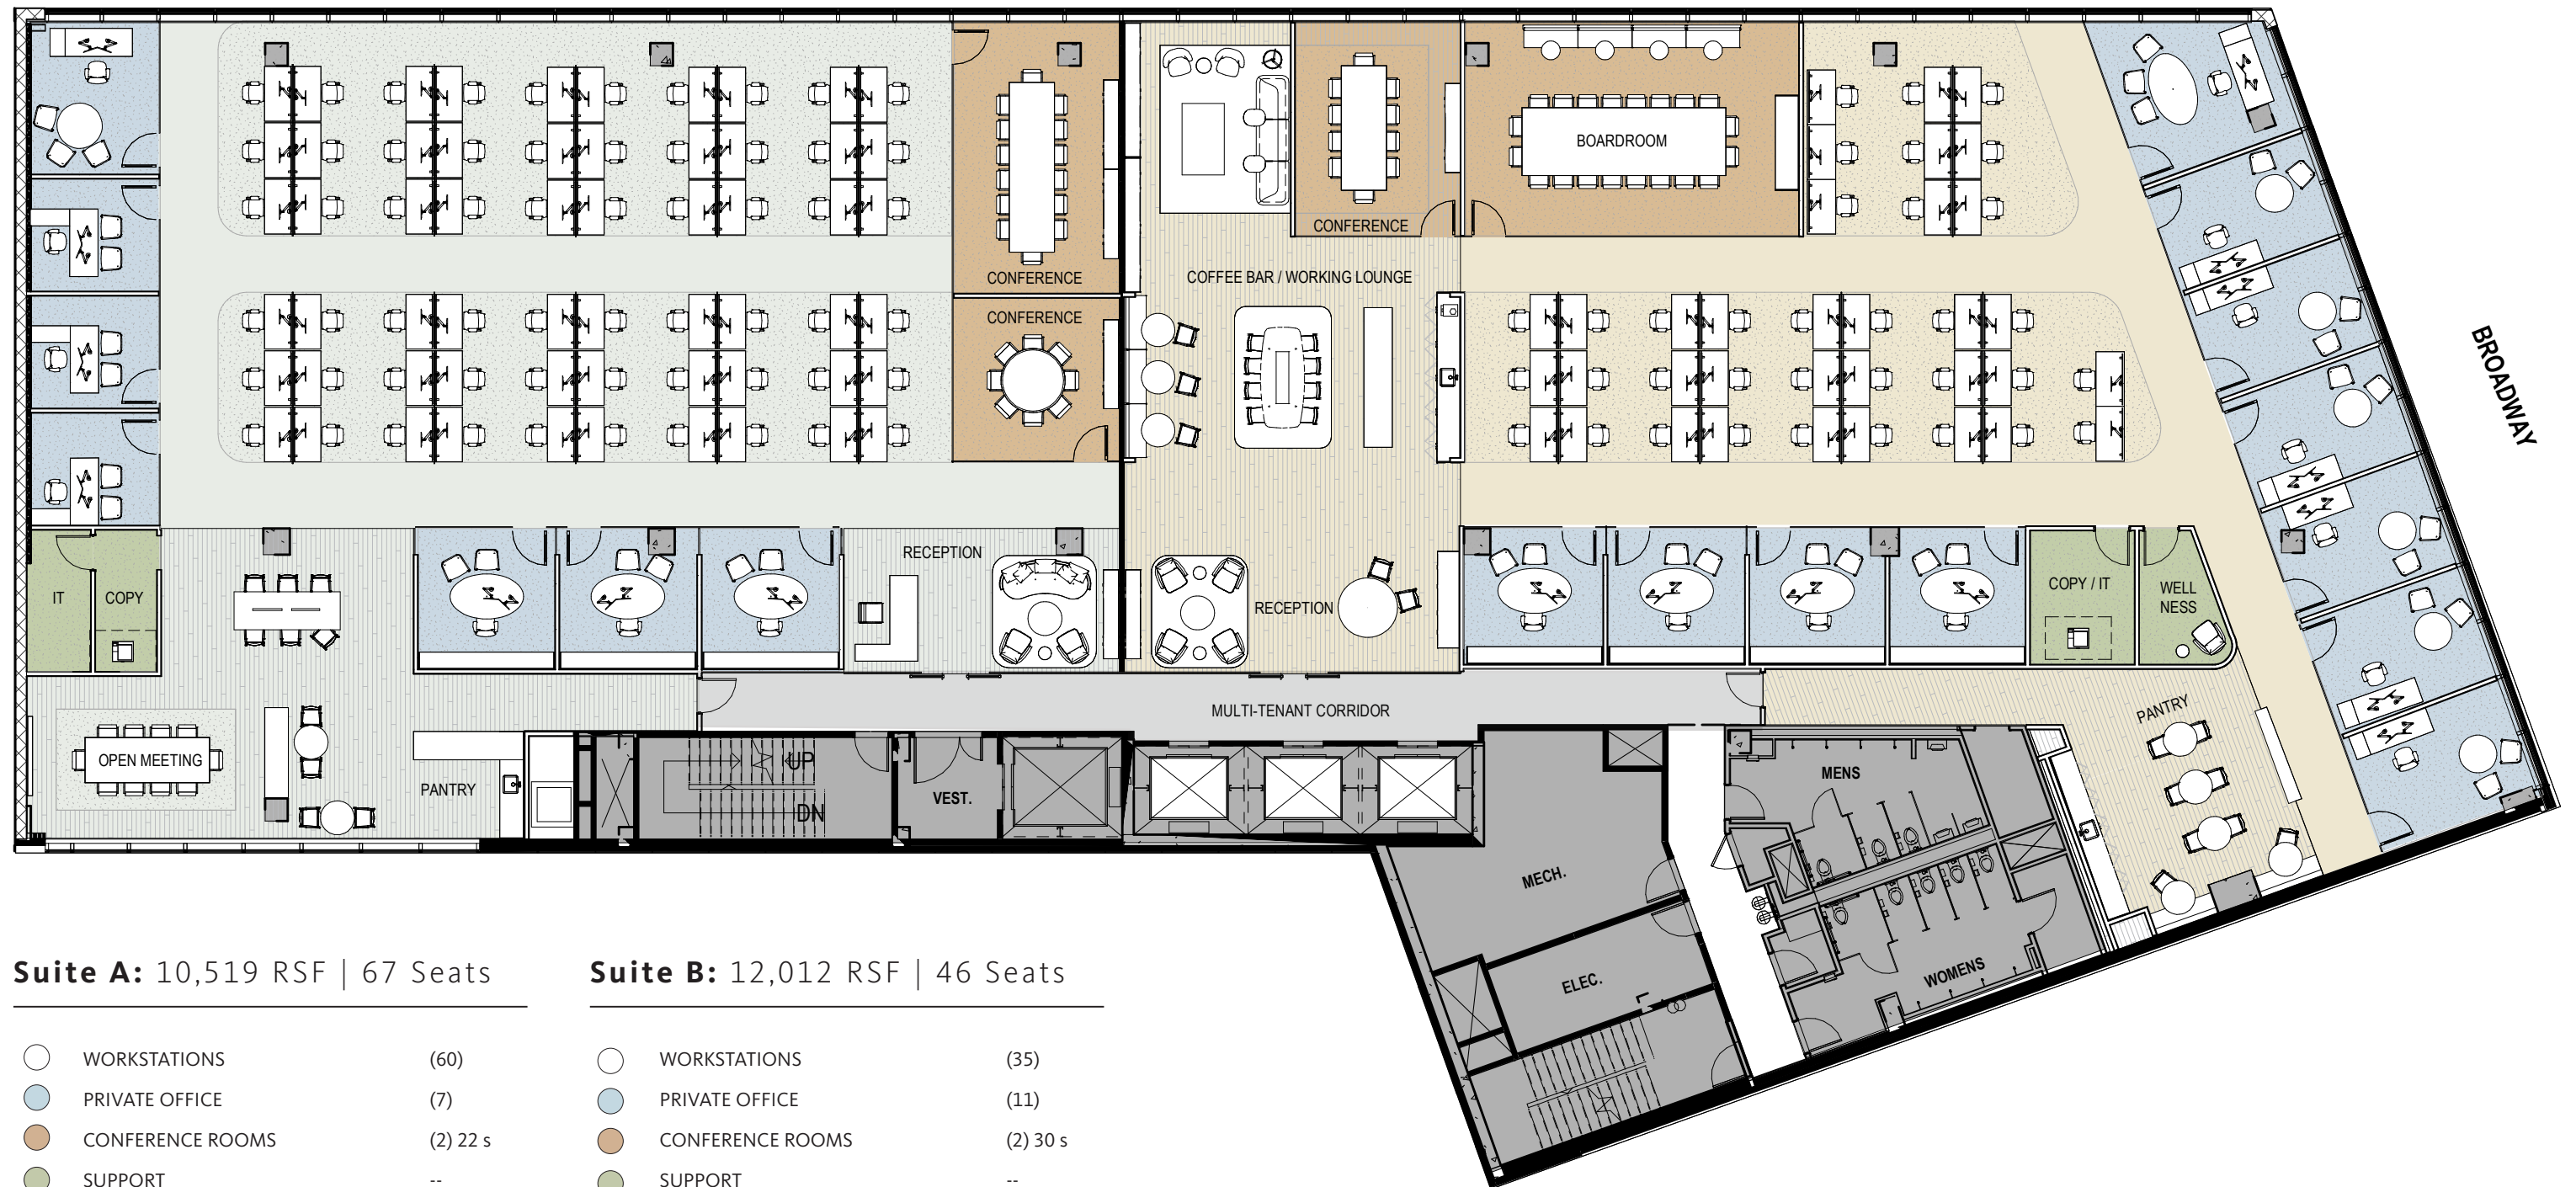 BOARDROOM
CONFERENCE
CONFERENCE
CONFERENCE
COFFEE BAR / WORKING LOUNGE
BROADWAY
IT
COPY
RECEPTION
RECEPTION
COPY / IT
WELL
NESS
MULTI-TENANT CORRIDOR
PANTRY
OPEN MEETING
PANTRY
UP
DN
VEST.
MENS
MECH.
ELEC.
WOMENS
Suite A: 10,519 RSF | 67 Seats
WORKSTATIONS (60)
PRIVATE OFFICE (7)
CONFERENCE ROOMS (2) 22 s
SUPPORT --
Suite B: 12,012 RSF | 46 Seats
WORKSTATIONS (35)
PRIVATE OFFICE (11)
CONFERENCE ROOMS (2) 30 s
SUPPORT --